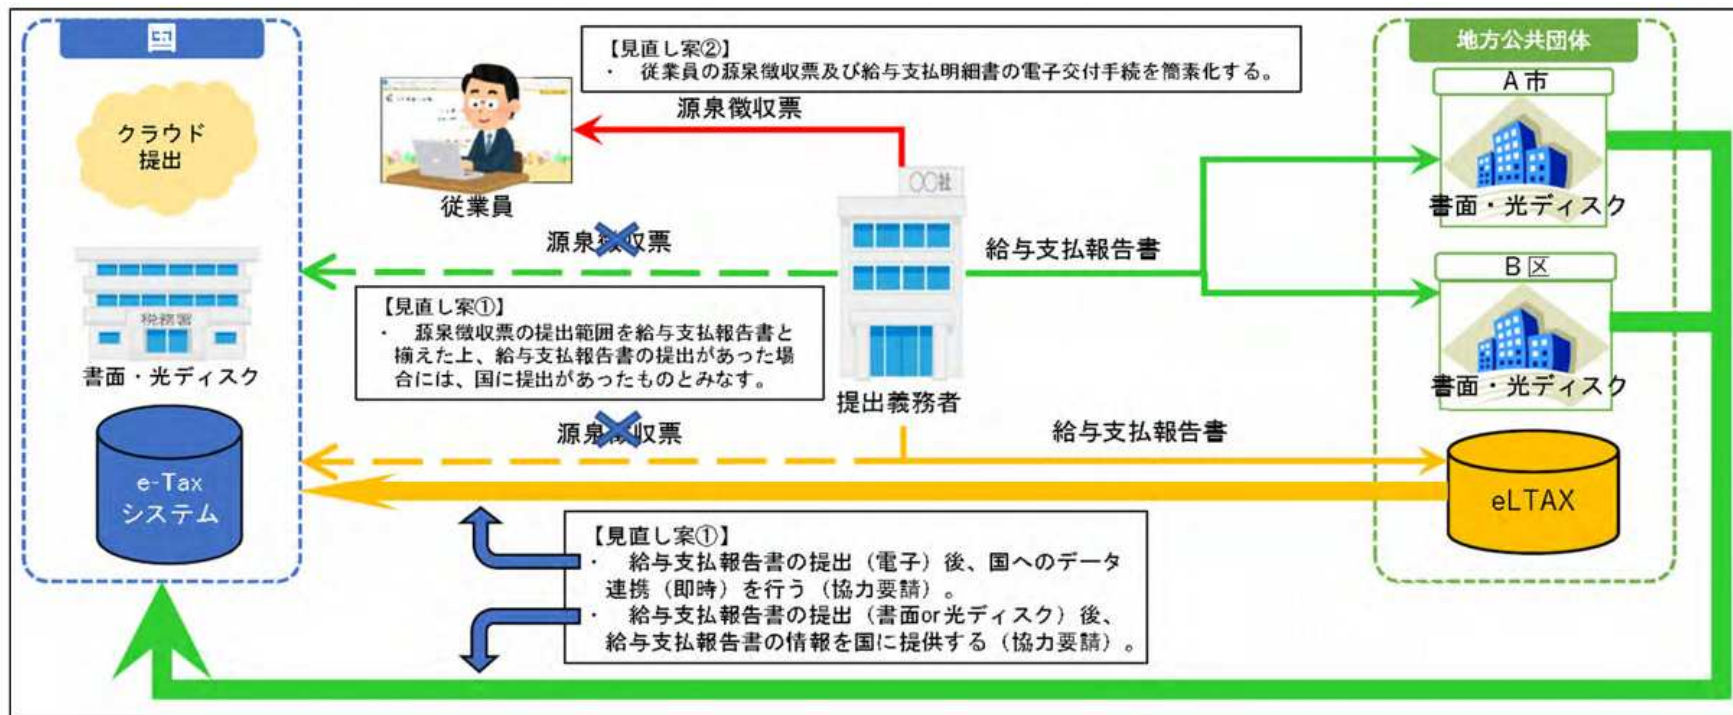 国
クラウド
提出
税務署
書面・光ディスク
e-Tax
システム
【見直し案②】
・ 従業員の源泉徴収票及び給与支払明細書の電子交付手続を簡素化する。
源泉徴収票
従業員
〇〇社
源泉徴収票
【見直し案①】
・ 源泉徴収票の提出範囲を給与支払報告書と
揃えた上、給与支払報告書の提出があった場
合には、国に提出があったものとみなす。
提出義務者
給与支払報告書
源泉徴収票
給与支払報告書
【見直し案①】
・ 給与支払報告書の提出（電子）後、国へのデータ
連携（即時）を行う（協力要請）。
・ 給与支払報告書の提出（書面or光ディスク）後、
給与支払報告書の情報を国に提供する（協力要請）。
地方公共団体
A市
書面・光ディスク
B区
書面・光ディスク
eLTAX